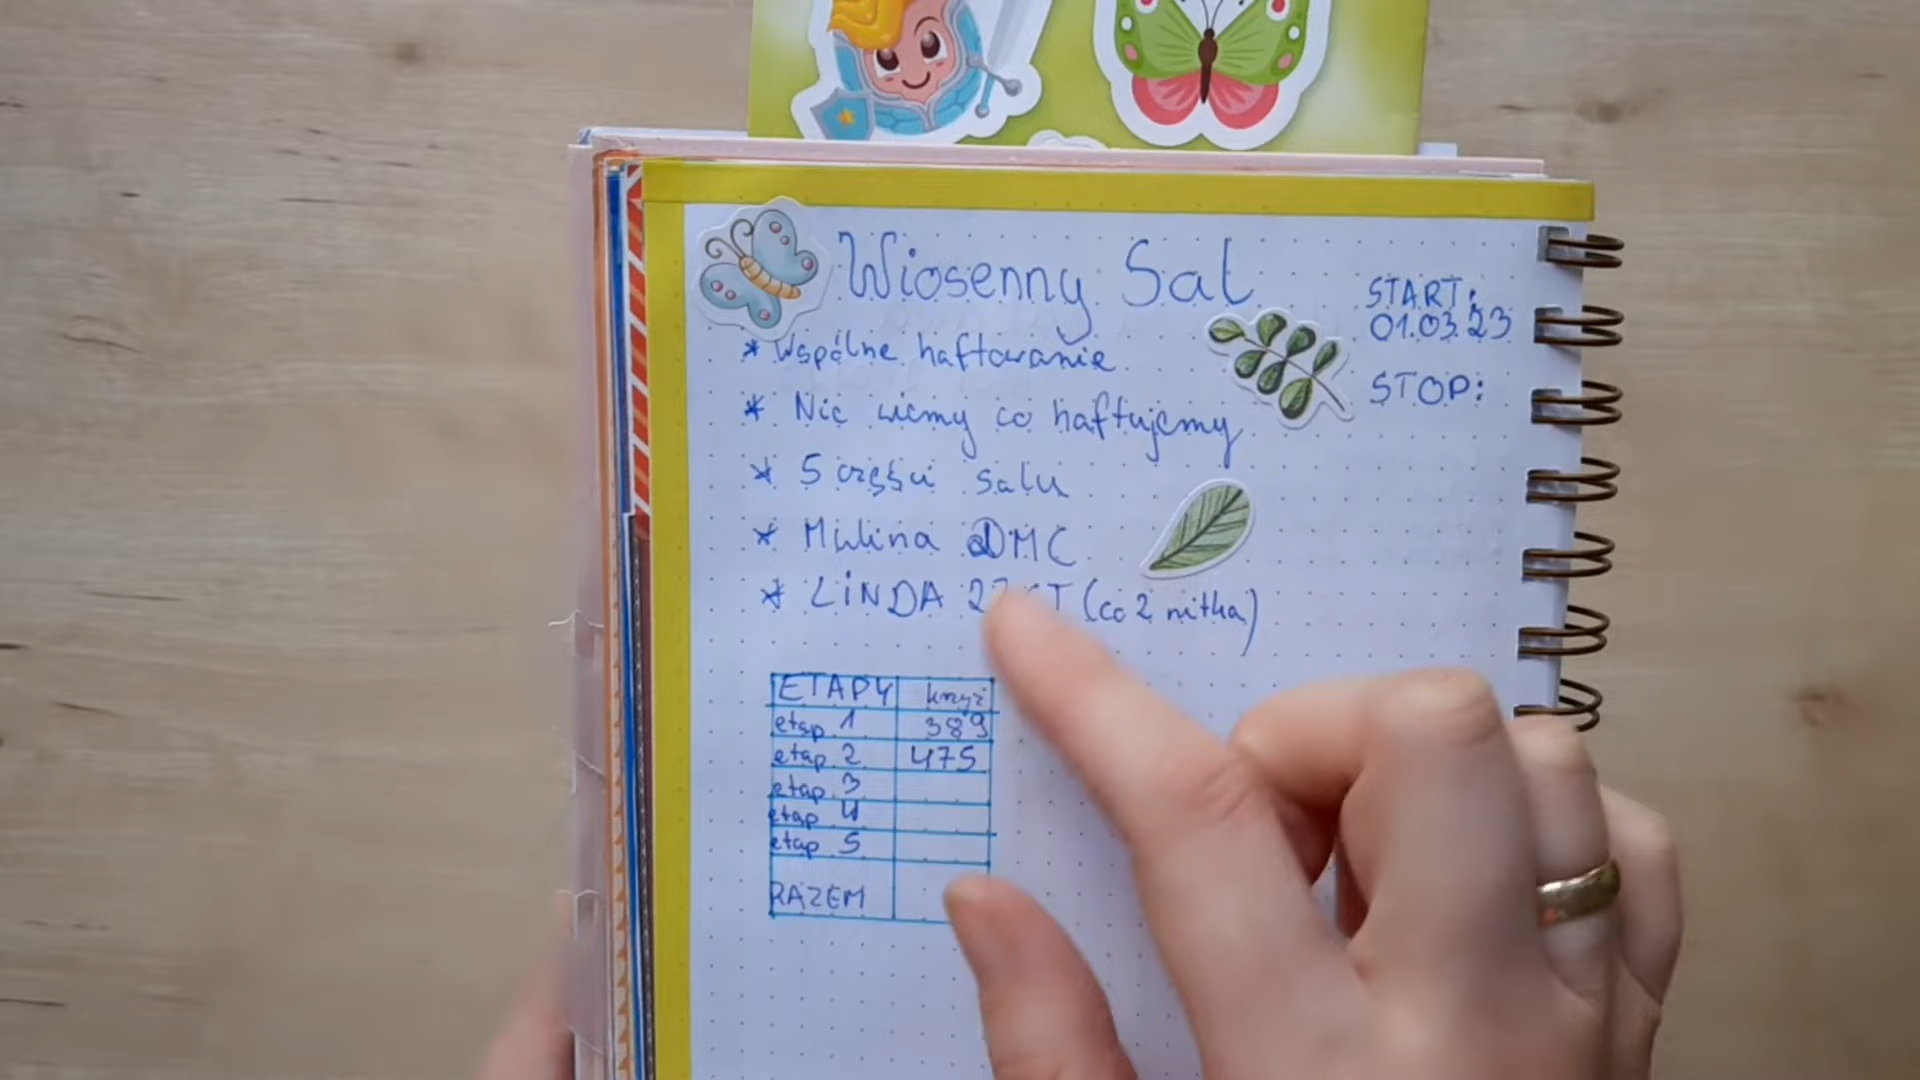 Wiosenny Sal
START:
01.03.23
STOP:
* Wspólne haftowanie
* Nie wiemy co haftujemy
* 5 części salu
* Mulina DMC
* LINDA (co 2 nitka)
ETAPY krzyż
etap 1 389
etap 2 475
etap 3
etap 4
etap 5
RAZEM